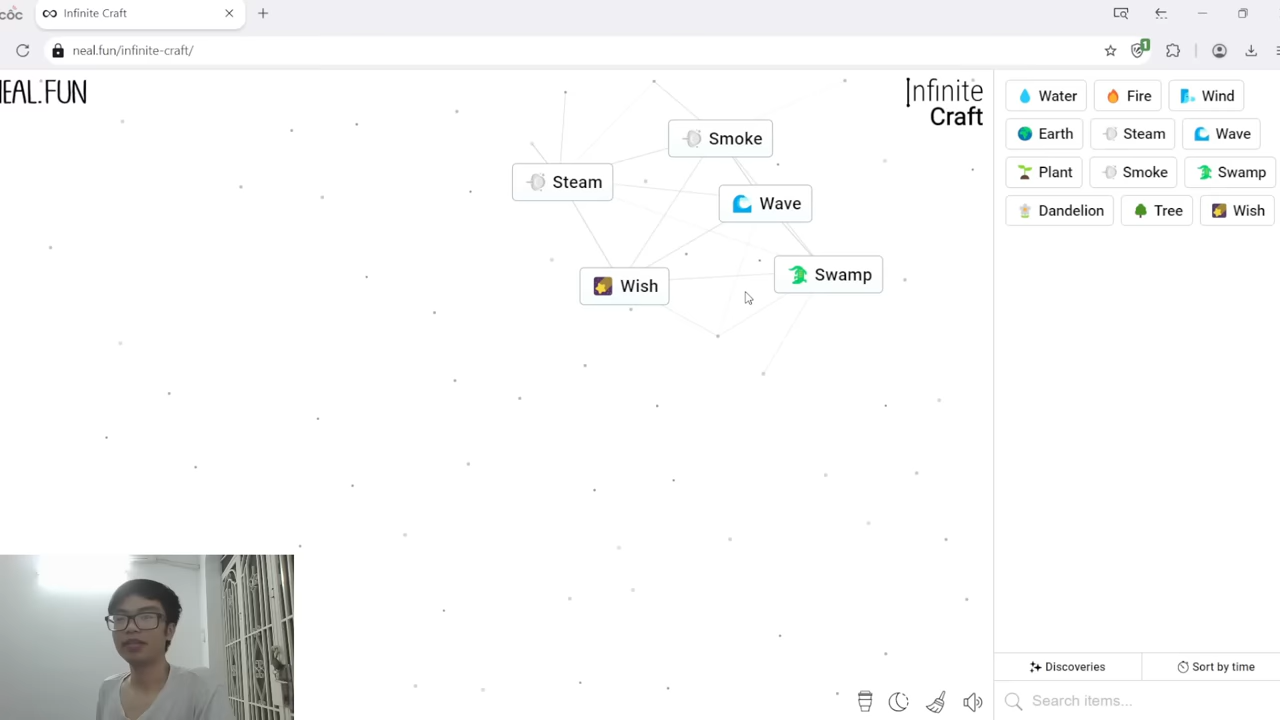 cốc
Infinite Craft
neal.fun/infinite-craft/
1
NEAL.FUN
Infinite
Craft
Water
Fire
Wind
Earth
Steam
Wave
Plant
Smoke
Swamp
Dandelion
Tree
Wish
Smoke
Steam
Wave
Wish
Swamp
Discoveries
Sort by time
Search items...